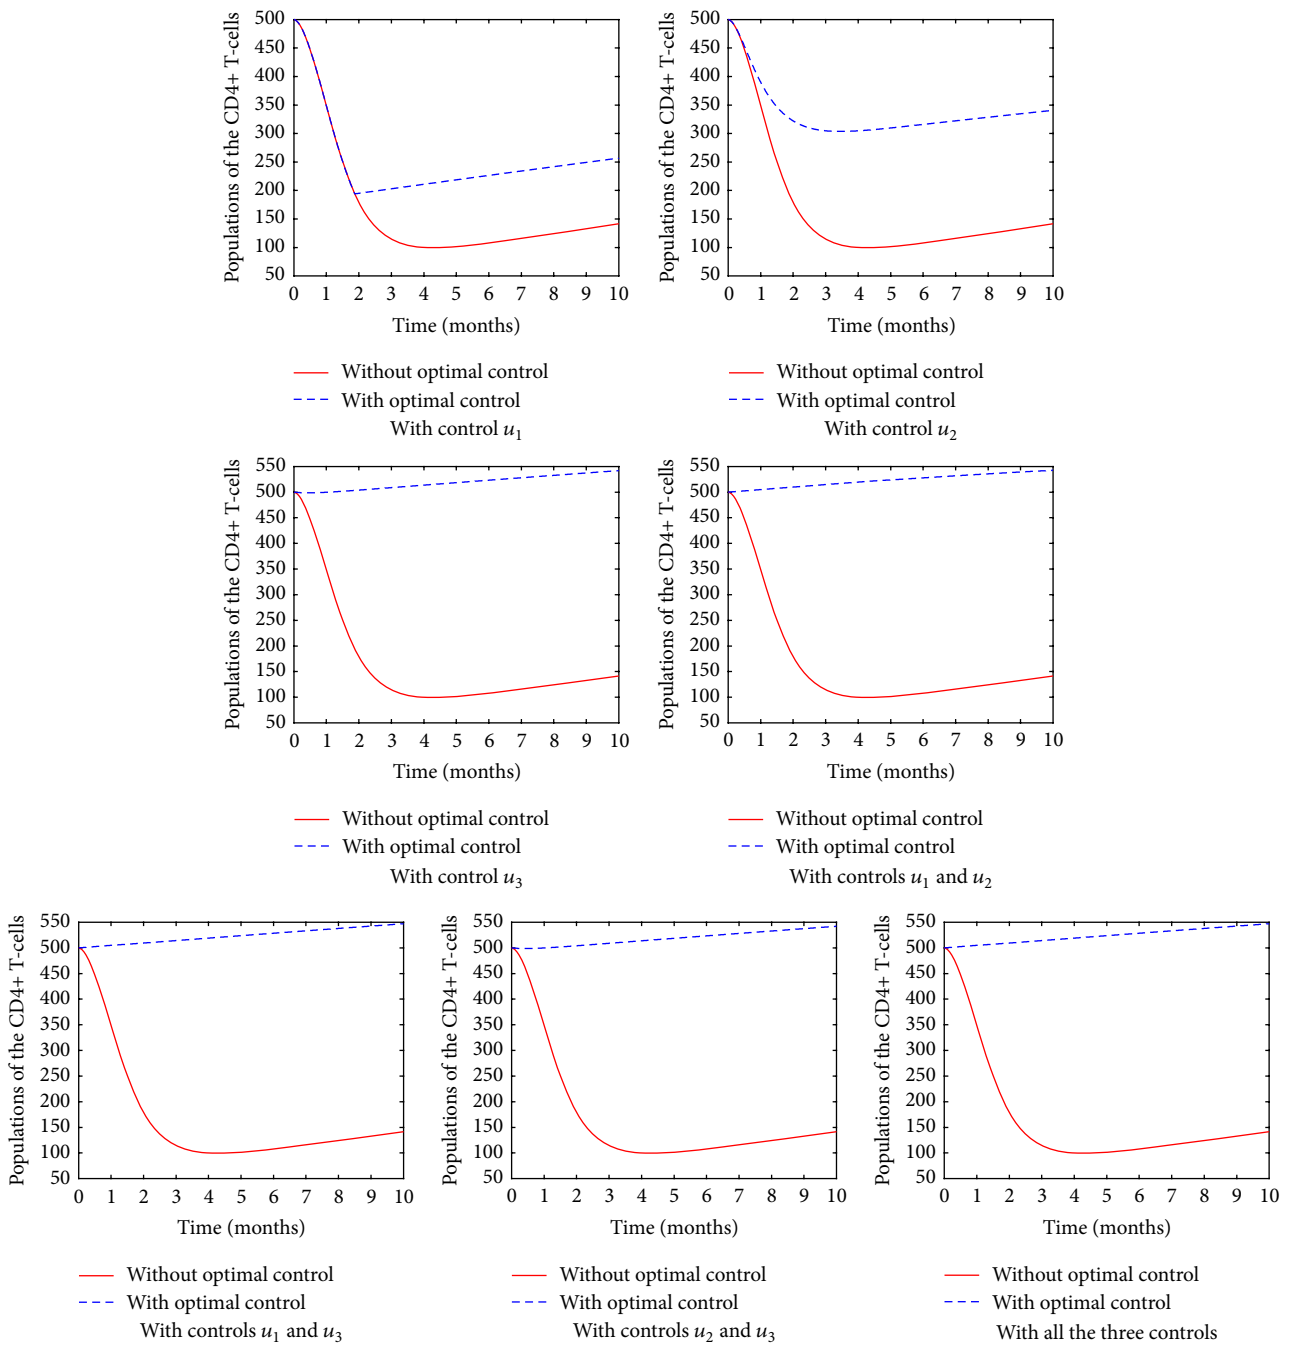 Populations of the CD4+ T-cells
500
450
400
350
300
250
200
150
100
50
0 1 2 3 4 5 6 7 8 9 10
Time (months)
Without optimal control
With optimal control
With control u1
Populations of the CD4+ T-cells
500
450
400
350
300
250
200
150
100
50
0 1 2 3 4 5 6 7 8 9 10
Time (months)
Without optimal control
With optimal control
With control u2
Populations of the CD4+ T-cells
550
500
450
400
350
300
250
200
150
100
50
0 1 2 3 4 5 6 7 8 9 10
Time (months)
Without optimal control
With optimal control
With control u3
Populations of the CD4+ T-cells
550
500
450
400
350
300
250
200
150
100
50
0 1 2 3 4 5 6 7 8 9 10
Time (months)
Without optimal control
With optimal control
With controls u1 and u2
Populations of the CD4+ T-cells
550
500
450
400
350
300
250
200
150
100
50
0 1 2 3 4 5 6 7 8 9 10
Time (months)
Without optimal control
With optimal control
With controls u1 and u3
Populations of the CD4+ T-cells
550
500
450
400
350
300
250
200
150
100
50
0 1 2 3 4 5 6 7 8 9 10
Time (months)
Without optimal control
With optimal control
With controls u2 and u3
Populations of the CD4+ T-cells
550
500
450
400
350
300
250
200
150
100
50
0 1 2 3 4 5 6 7 8 9 10
Time (months)
Without optimal control
With optimal control
With all the three controls